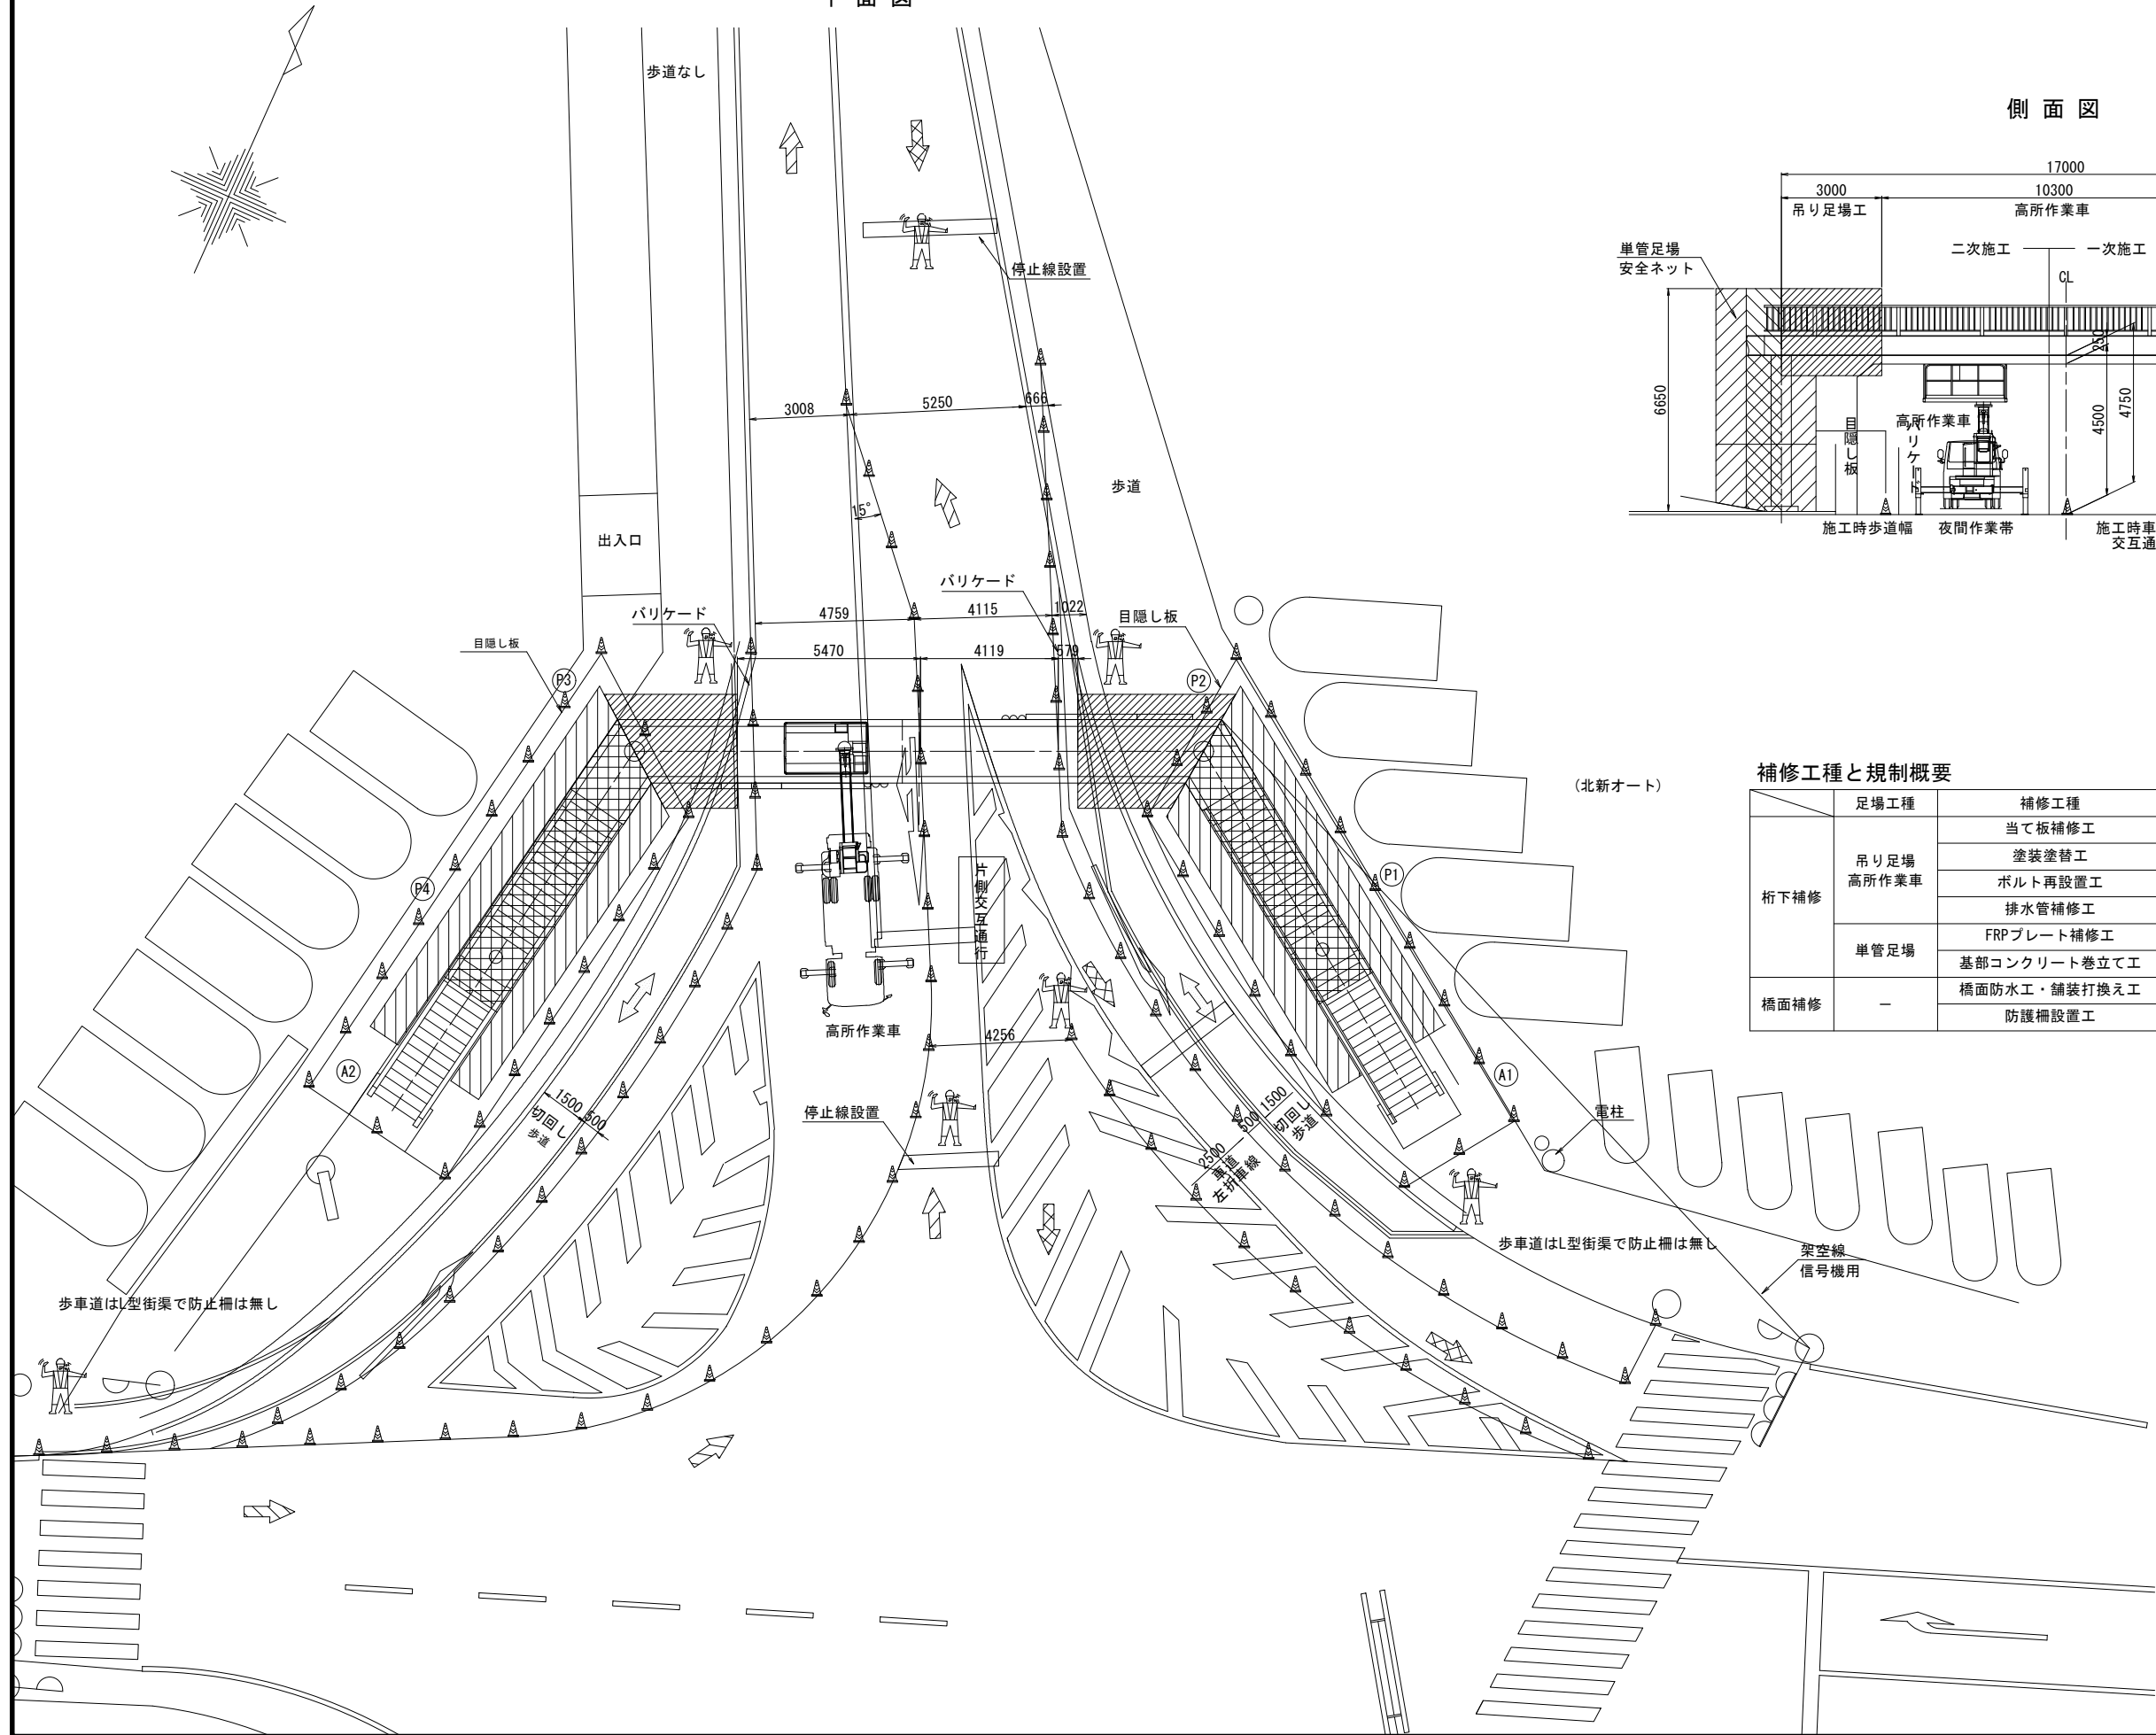 平面図
歩道なし
停止線設置
3008
5250
666
歩道
15°
出入口
バリケード
バリケード
目隠し板
目隠し板
4759
4115
1022
5470
4119
579
P3
P2
P4
P1
片側交互通行
高所作業車
4256
A2
A1
1500
500
切回し
歩道
停止線設置
500
1500
切回し
歩道
2500
車道
左折車線
電柱
歩車道はL型街渠で防止柵は無し
歩車道はL型街渠で防止柵は無し
架空線
信号機用
(北新オート)
側面図
17000
3000
10300
吊り足場工
高所作業車
単管足場
安全ネット
二次施工
一次施工
CL
6650
250
4500
4750
高所作業車
目隠し板
施工時歩道幅
夜間作業帯
施工時車
交互通
補修工種と規制概要
足場工種
補修工種
桁下補修
吊り足場
高所作業車
当て板補修工
塗装塗替工
ボルト再設置工
排水管補修工
単管足場
FRPプレート補修工
基部コンクリート巻立て工
橋面補修
－
橋面防水工・舗装打換え工
防護柵設置工